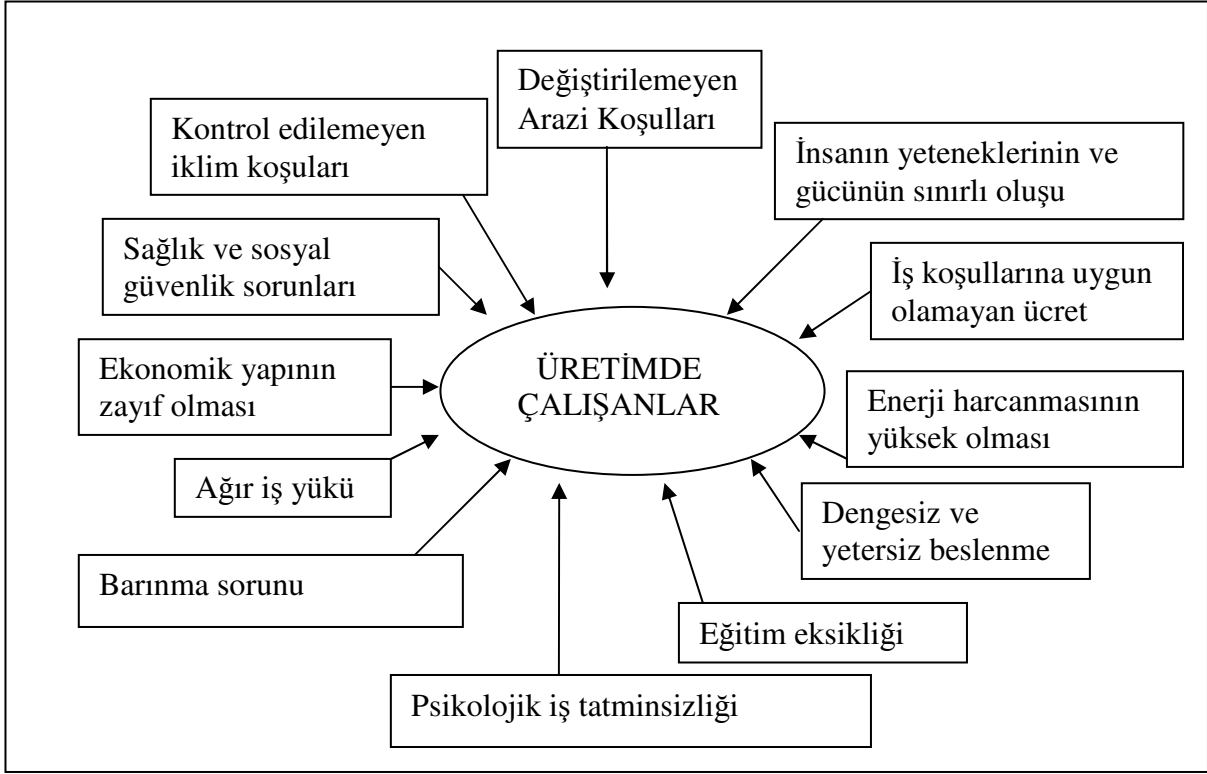 Değiştirilemeyen
Arazi Koşulları
Kontrol edilemeyen
iklim koşuları
İnsanın yeteneklerinin ve
gücünün sınırlı oluşu
Sağlık ve sosyal
güvenlik sorunları
İş koşullarına uygun
olamayan ücret
ÜRETİMDE
ÇALIŞANLAR
Ekonomik yapının
zayıf olması
Enerji harcanmasının
yüksek olması
Ağır iş yükü
Dengesiz ve
yetersiz beslenme
Barınma sorunu
Eğitim eksikliği
Psikolojik iş tatminsizliği